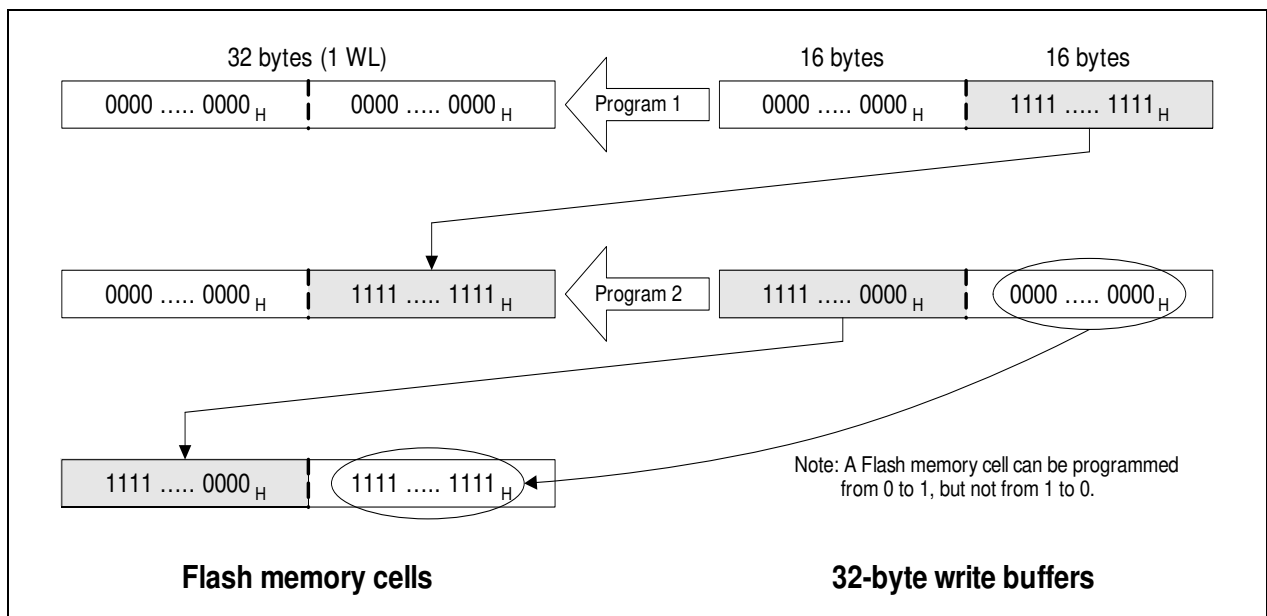 32 bytes (1 WL) 16 bytes 16 bytes
0000 ..... 0000 H 0000 ..... 0000 H Program 1 0000 ..... 0000 H 1111 ..... 1111 H
0000 ..... 0000 H 1111 ..... 1111 H Program 2 1111 ..... 0000 H 0000 ..... 0000 H
1111 ..... 0000 H 1111 ..... 1111 H
Note: A Flash memory cell can be programmed
from 0 to 1, but not from 1 to 0.
Flash memory cells 32-byte write buffers